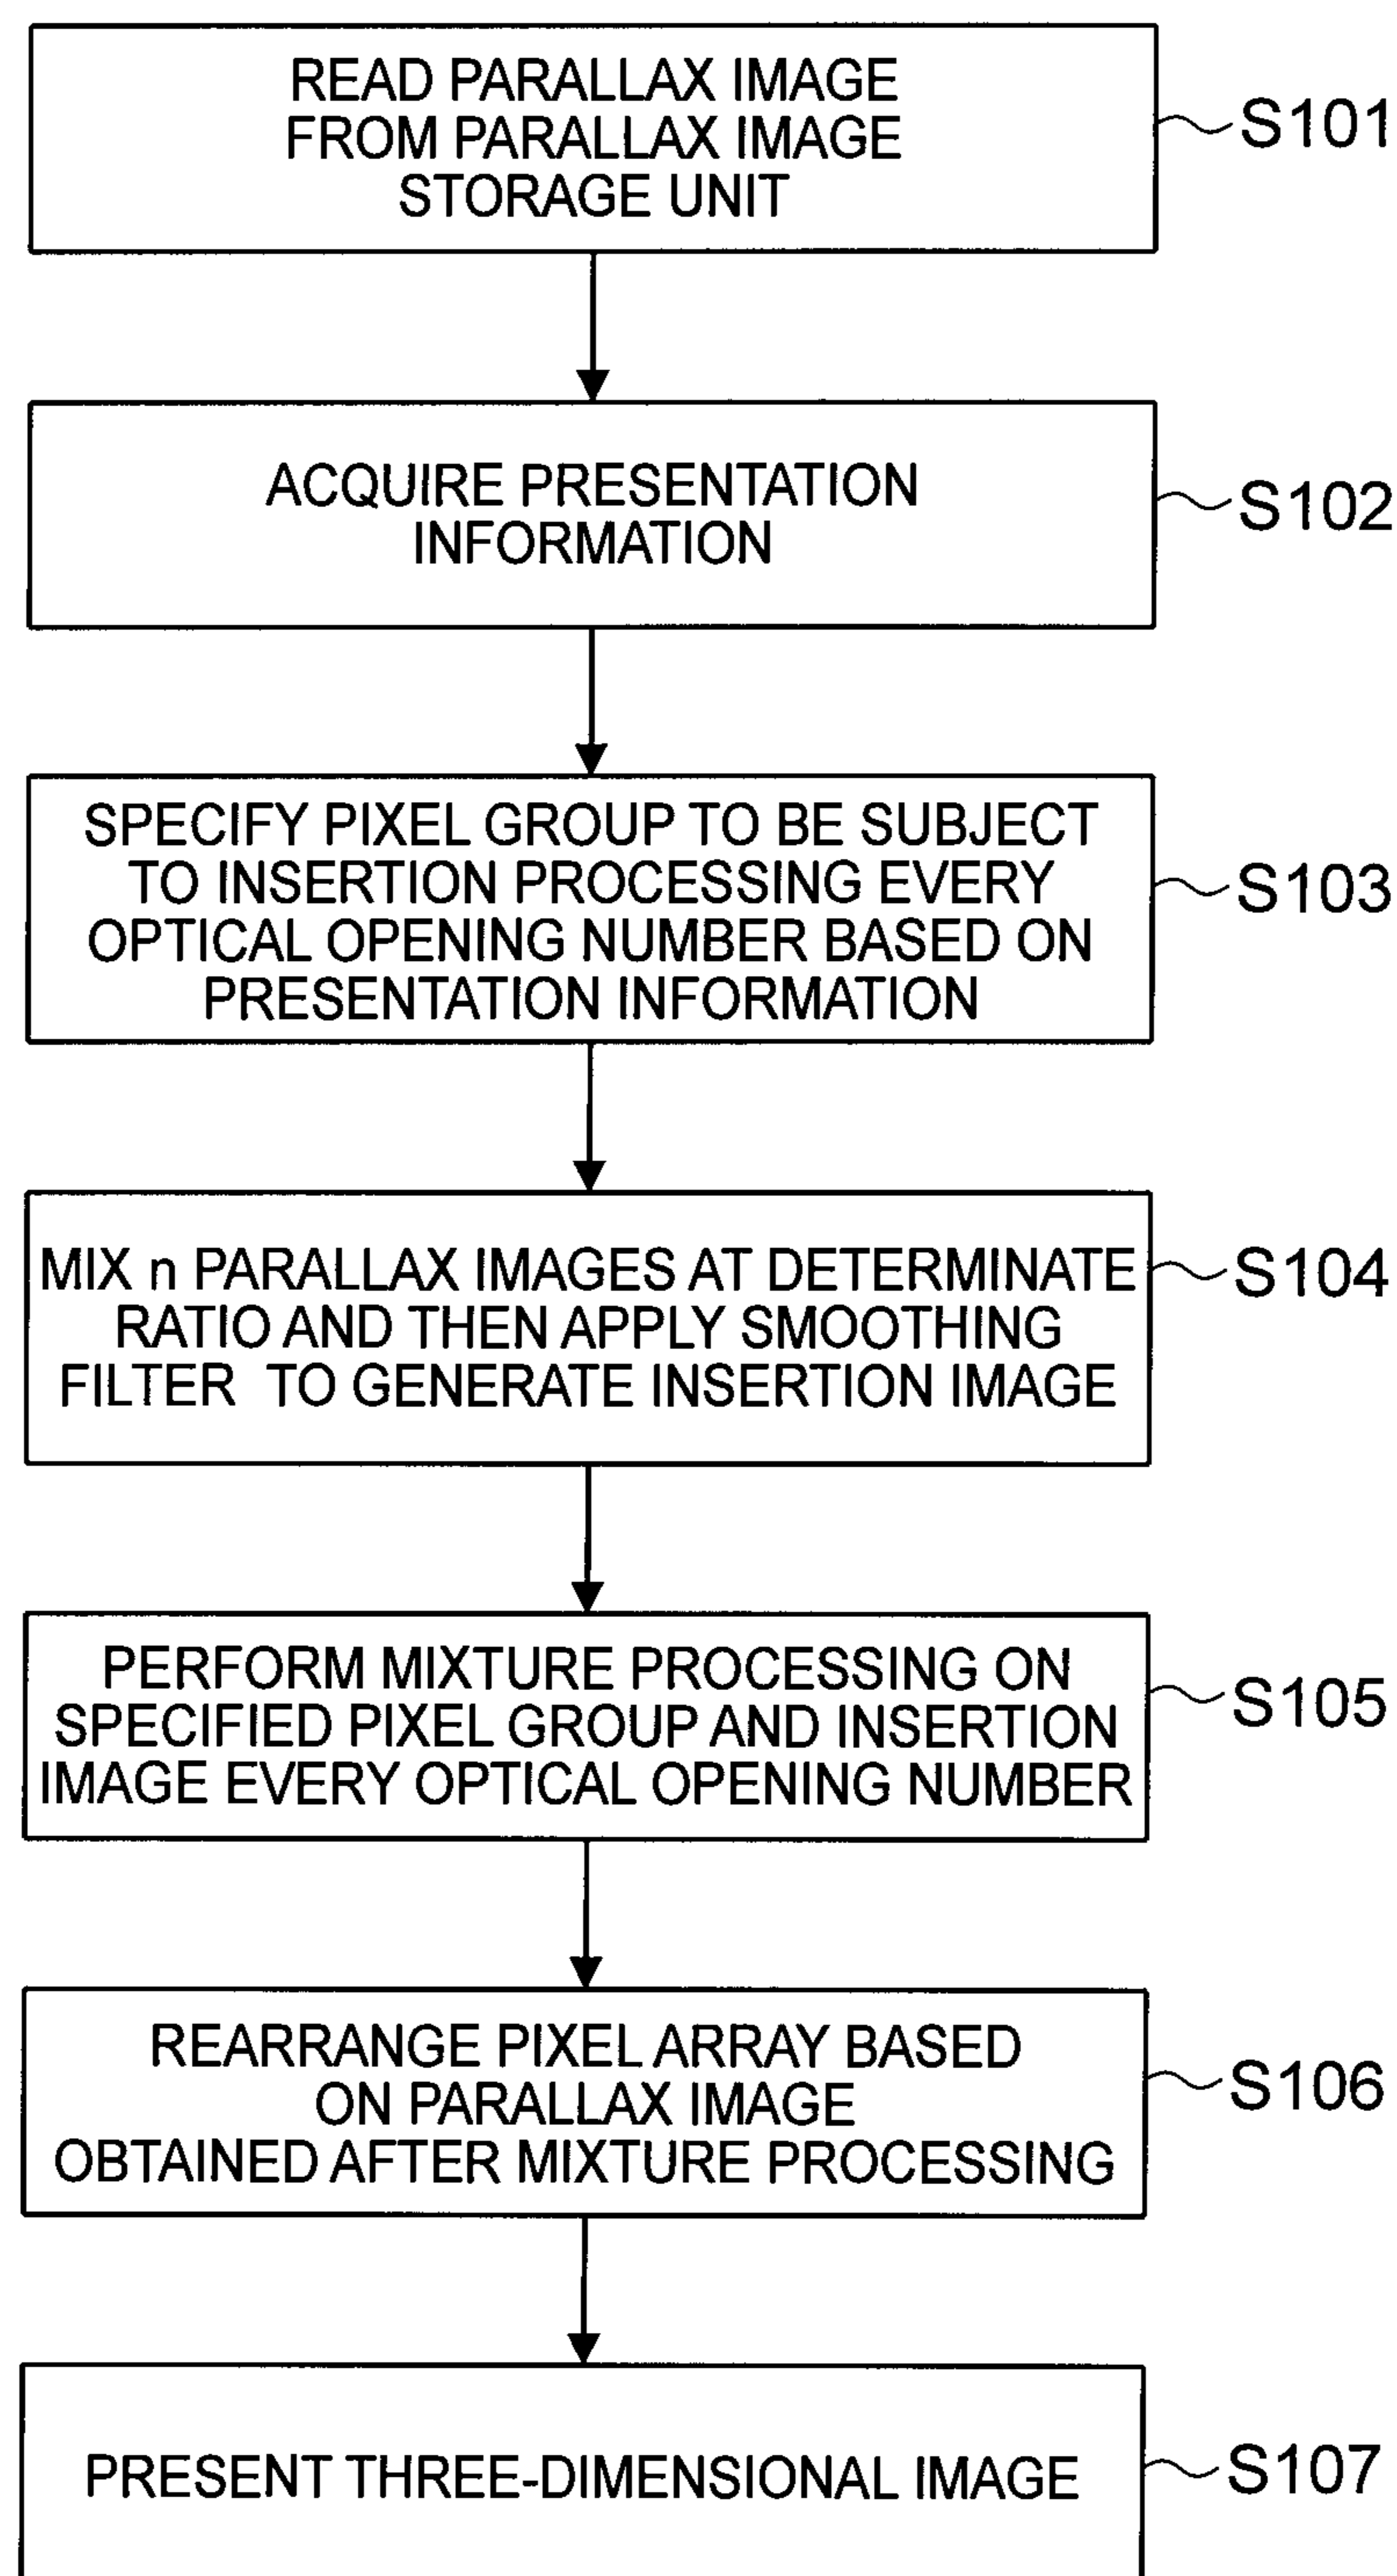 READ PARALLAX IMAGE
FROM PARALLAX IMAGE
STORAGE UNIT
S101
ACQUIRE PRESENTATION
INFORMATION
S102
SPECIFY PIXEL GROUP TO BE SUBJECT
TO INSERTION PROCESSING EVERY
OPTICAL OPENING NUMBER BASED ON
PRESENTATION INFORMATION
S103
MIX n PARALLAX IMAGES AT DETERMINATE
RATIO AND THEN APPLY SMOOTHING
FILTER TO GENERATE INSERTION IMAGE
S104
PERFORM MIXTURE PROCESSING ON
SPECIFIED PIXEL GROUP AND INSERTION
IMAGE EVERY OPTICAL OPENING NUMBER
S105
REARRANGE PIXEL ARRAY BASED
ON PARALLAX IMAGE
OBTAINED AFTER MIXTURE PROCESSING
S106
PRESENT THREE-DIMENSIONAL IMAGE
S107